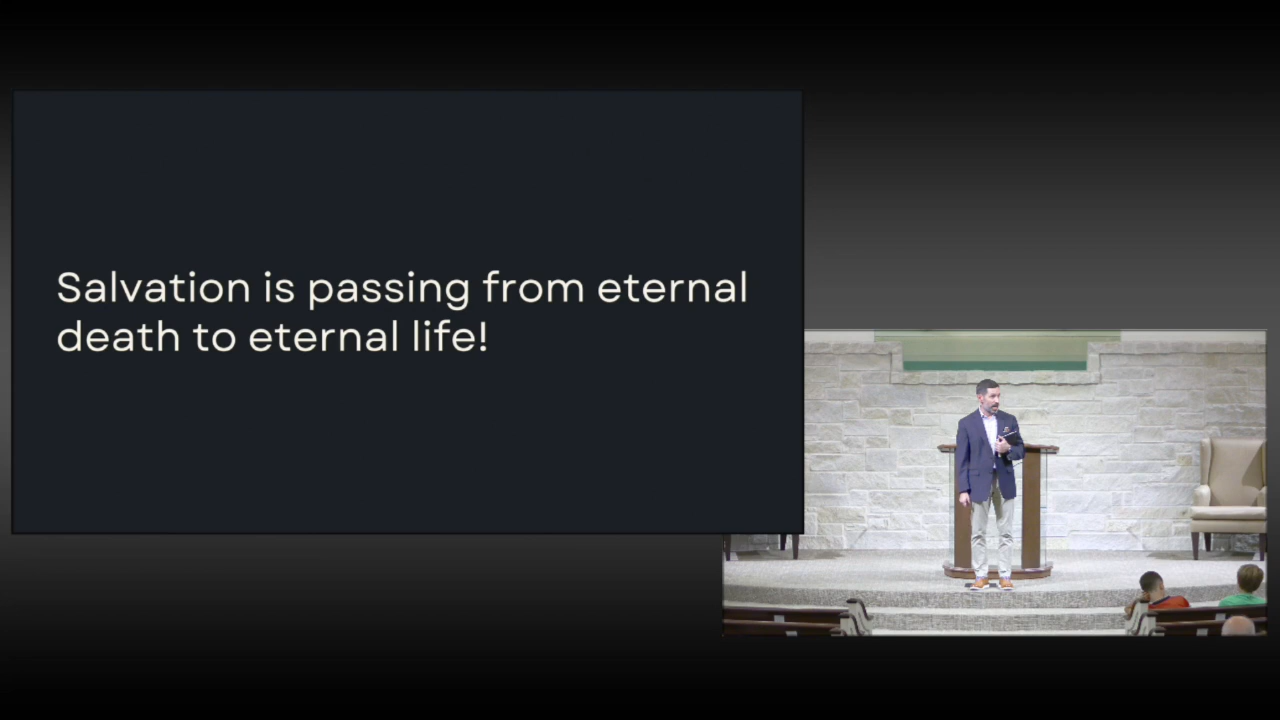 Salvation is passing from eternal
death to eternal life!